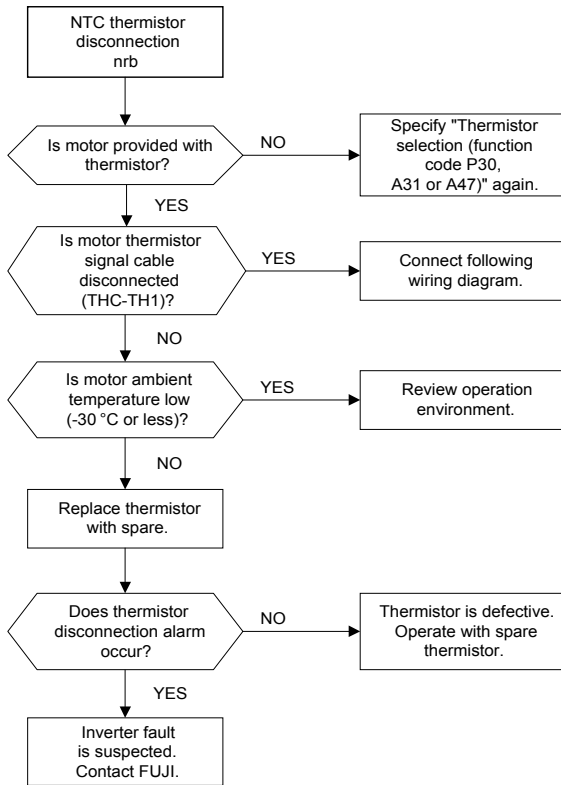 NTC thermistor
disconnection
nrb
Is motor provided with
thermistor?
NO
Specify "Thermistor
selection (function
code P30,
A31 or A47)" again.
YES
Is motor thermistor
signal cable
disconnected
(THC-TH1)?
YES
Connect following
wiring diagram.
NO
Is motor ambient
temperature low
(-30 °C or less)?
YES
Review operation
environment.
NO
Replace thermistor
with spare.
Does thermistor
disconnection alarm
occur?
NO
Thermistor is defective.
Operate with spare
thermistor.
YES
Inverter fault
is suspected.
Contact FUJI.